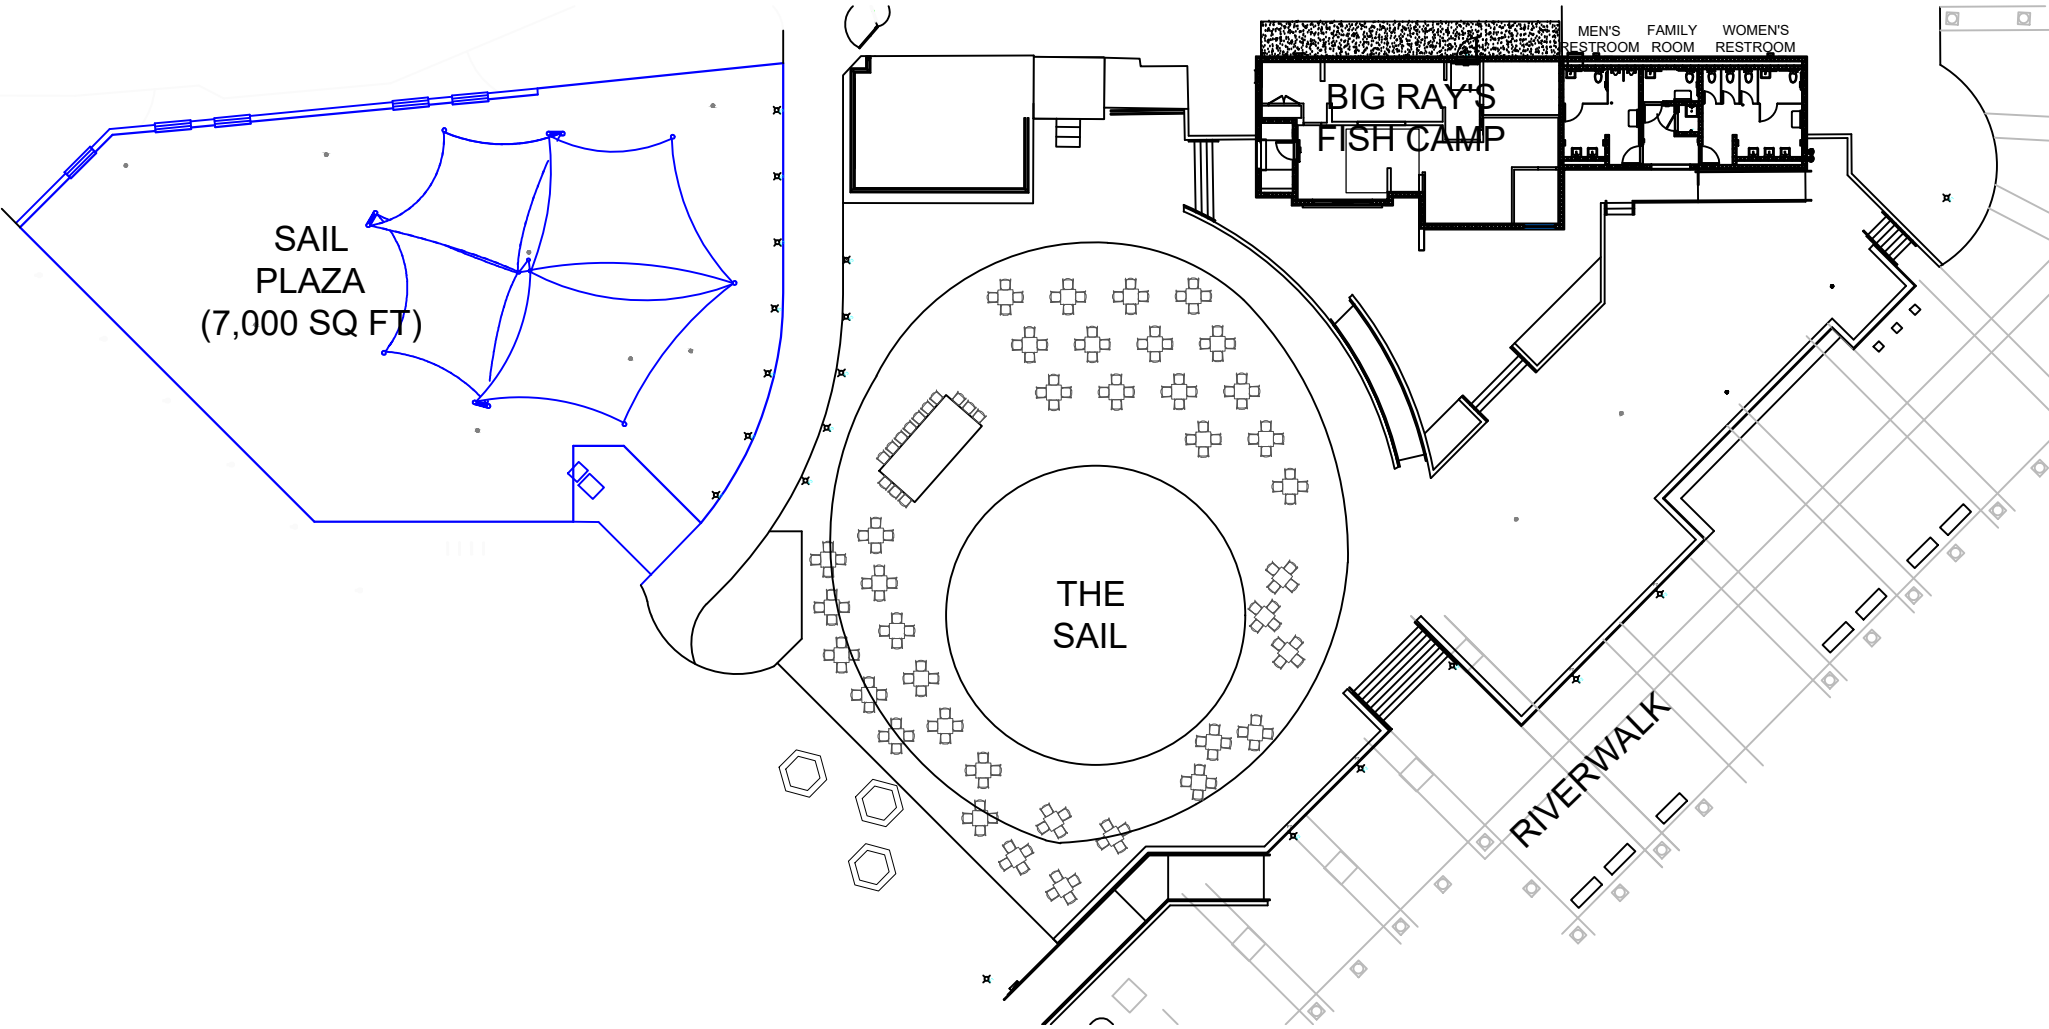 MEN'S
RESTROOM
FAMILY
ROOM
WOMEN'S
RESTROOM
BIG RAY'S
FISH CAMP
SAIL
PLAZA
(7,000 SQ FT)
THE
SAIL
RIVERWALK